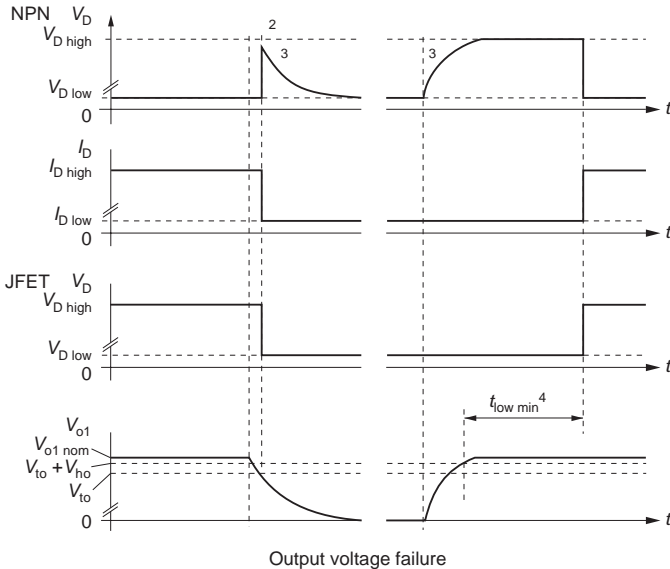 NPN V_D
2
V_D high
3
3
V_D low
0
t
I_D
I_D high
I_D low
0
t
JFET V_D
V_D high
V_D low
0
t
t_low min 4
V_o1
V_o1 nom
V_to + V_ho
V_to
0
t
Output voltage failure